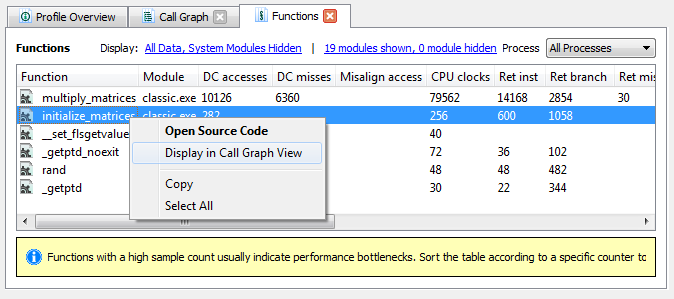 Profile Overview Call Graph Functions
Functions Display: All Data, System Modules Hidden | 19 modules shown, 0 module hidden Process All Processes
Function Module DC accesses DC misses Misalign access CPU clocks Ret inst Ret branch Ret mis
multiply_matrices classic.exe 10126 6360 79562 14168 2854 30
initialize_matrices classic.exe 282 256 600 1058
__set_flsgetvalue 40
_getptd_noexit 72 36 102
rand 48 48 482
_getptd 30 22 344
Open Source Code
Display in Call Graph View
Copy
Select All
Functions with a high sample count usually indicate performance bottlenecks. Sort the table according to a specific counter to